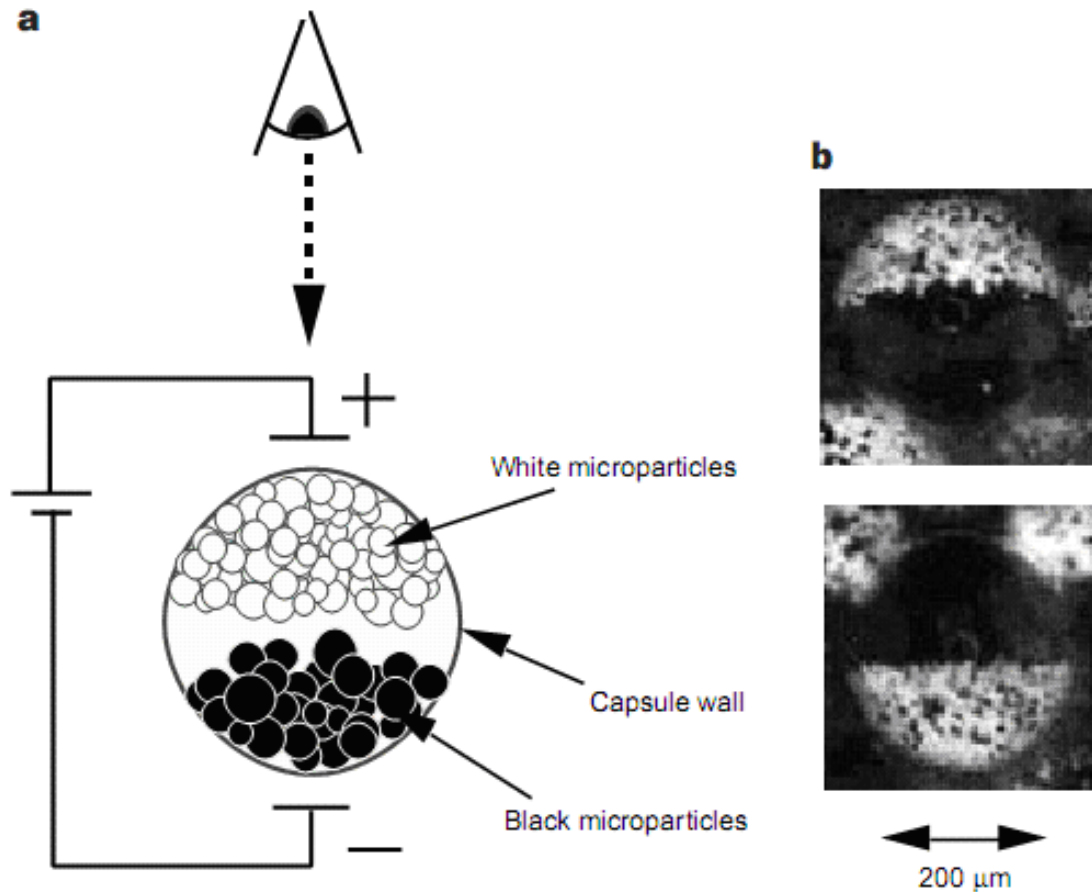 a
b
+
White microparticles
Capsule wall
Black microparticles
−
200 μm